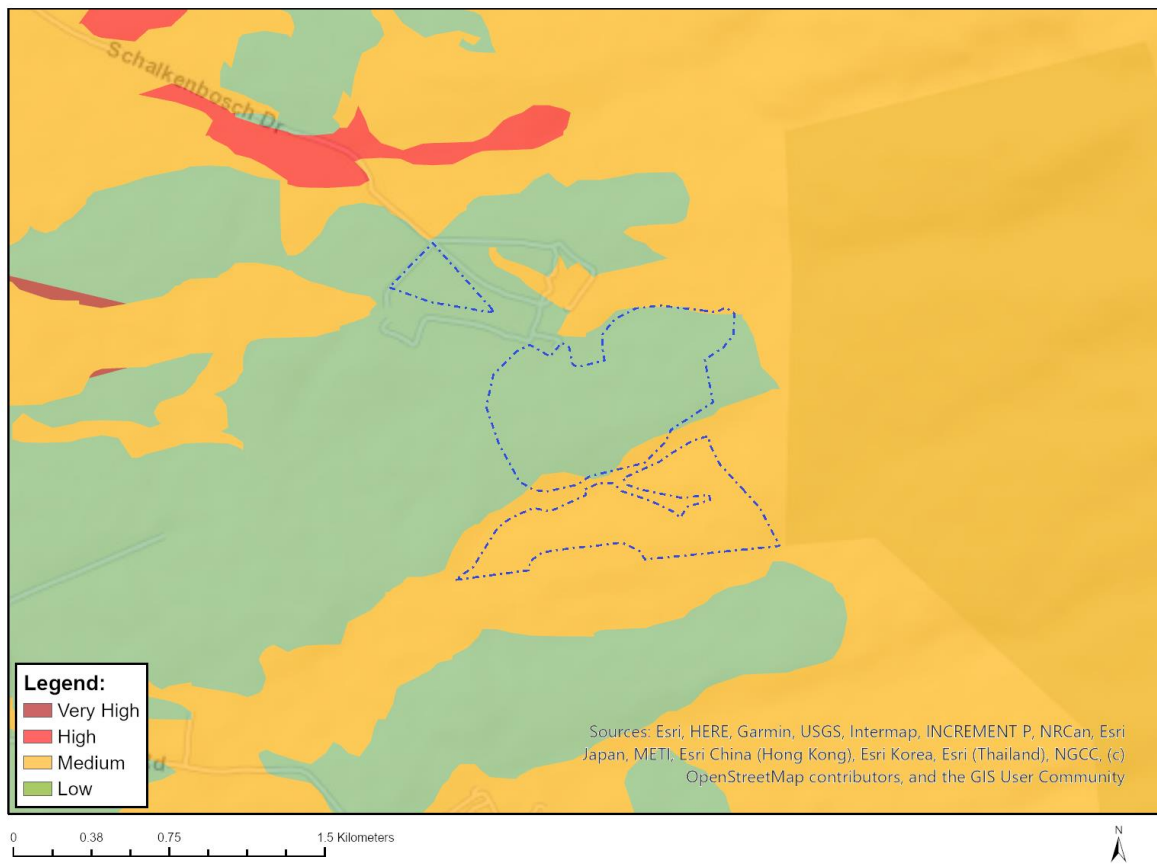 Schalkenbosch Dr
Legend:
Very High
High
Medium
Low
Sources: Esri, HERE, Garmin, USGS, Intermap, INCREMENT P, NRCan, Esri
Japan, METI, Esri China (Hong Kong), Esri Korea, Esri (Thailand), NGCC, (c)
OpenStreetMap contributors, and the GIS User Community
0 0.38 0.75 1.5 Kilometers
N